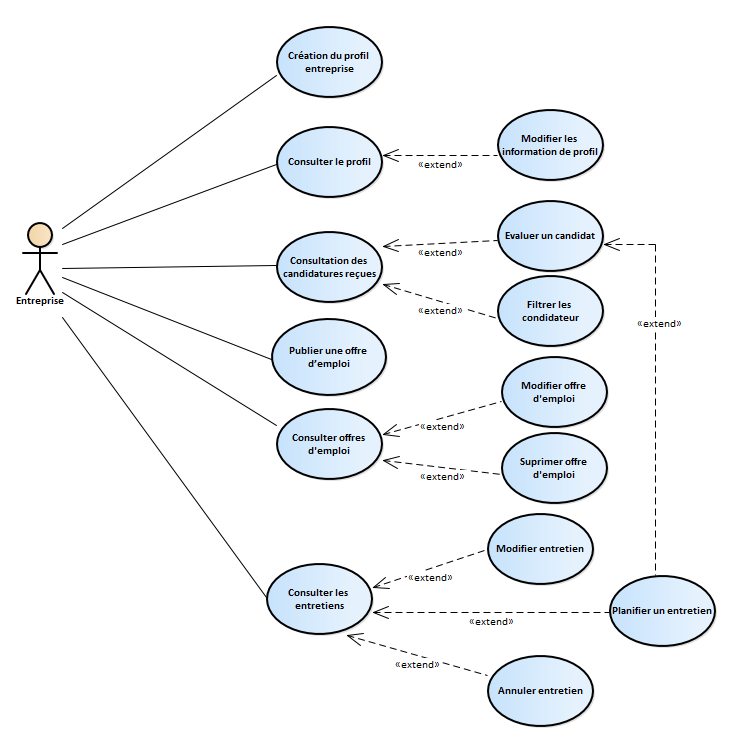 Création du profil
entreprise
Consulter le profil
«extend»
Modifier les
information de profil
Entreprise
Consultation des
candidatures reçues
«extend»
Evaluer un candidat
«extend»
Filtrer les
condidateur
«extend»
Publier une offre
d’emploi
Consulter offres
d'emploi
«extend»
Modifier offre
d'emploi
«extend»
Suprimer offre
d'emploi
Consulter les
entretiens
«extend»
Modifier entretien
«extend»
Planifier un entretien
«extend»
Annuler entretien